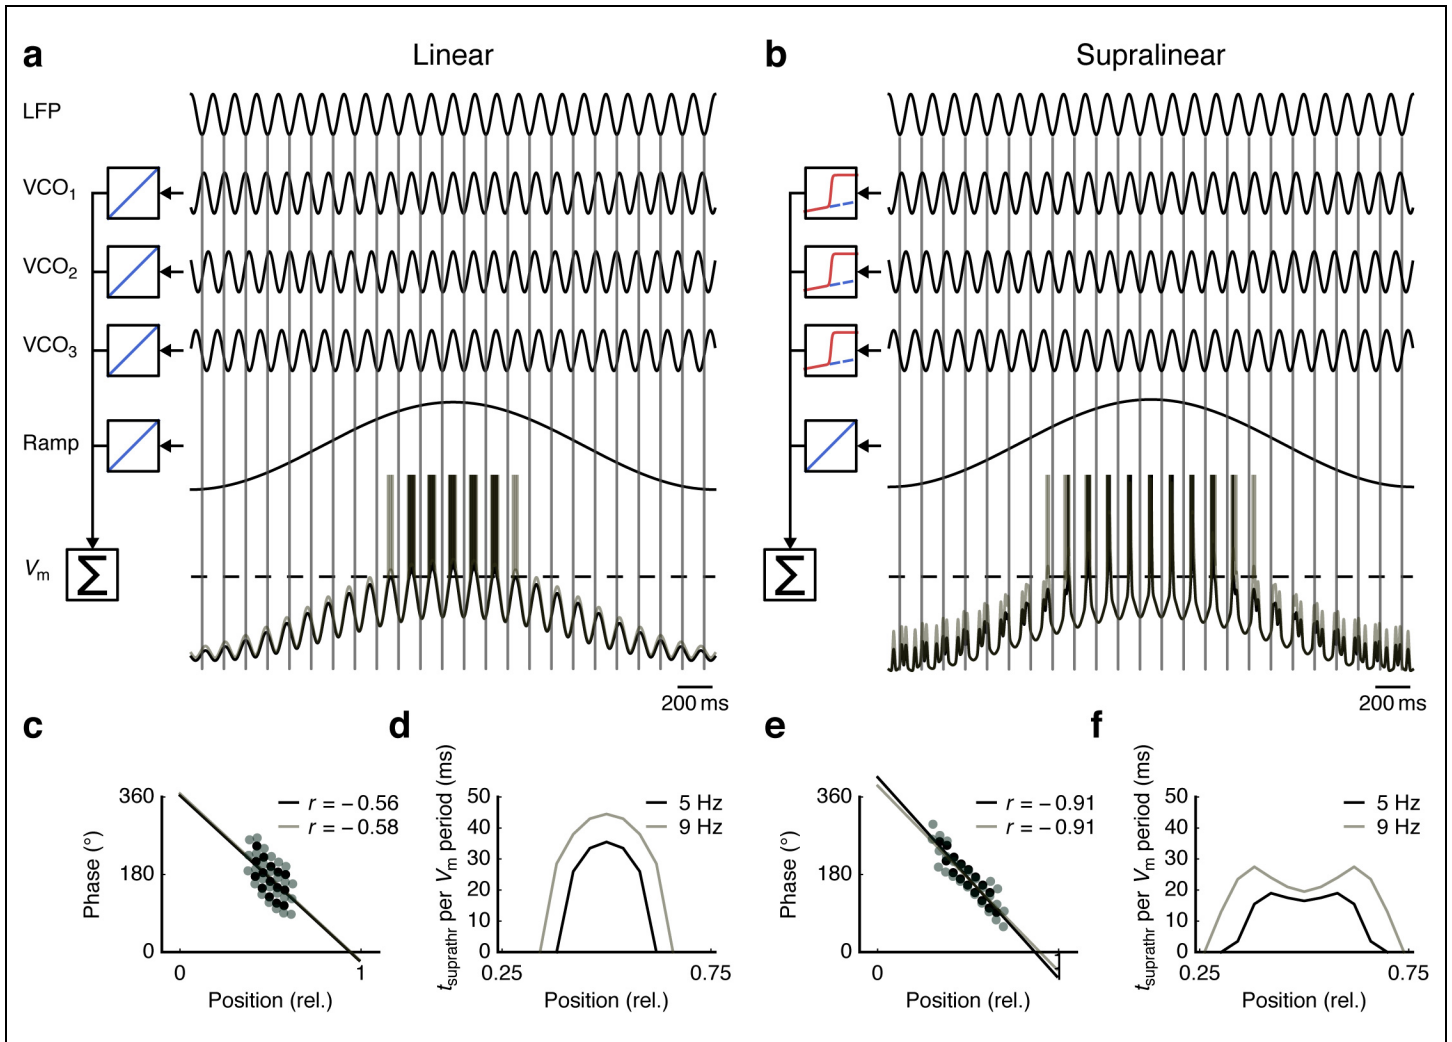 a Linear
b Supralinear
LFP
VCO1
VCO2
VCO3
Ramp
Vm
Σ
Σ
200 ms
200 ms
c
360
180
0
0
1
Phase (°)
Position (rel.)
r = −0.56
r = −0.58
d
50
40
30
20
10
0
0.25
0.75
tsuprathr per Vm period (ms)
Position (rel.)
5 Hz
9 Hz
e
360
180
0
0
1
Phase (°)
Position (rel.)
r = −0.91
r = −0.91
f
50
40
30
20
10
0
0.25
0.75
tsuprathr per Vm period (ms)
Position (rel.)
5 Hz
9 Hz